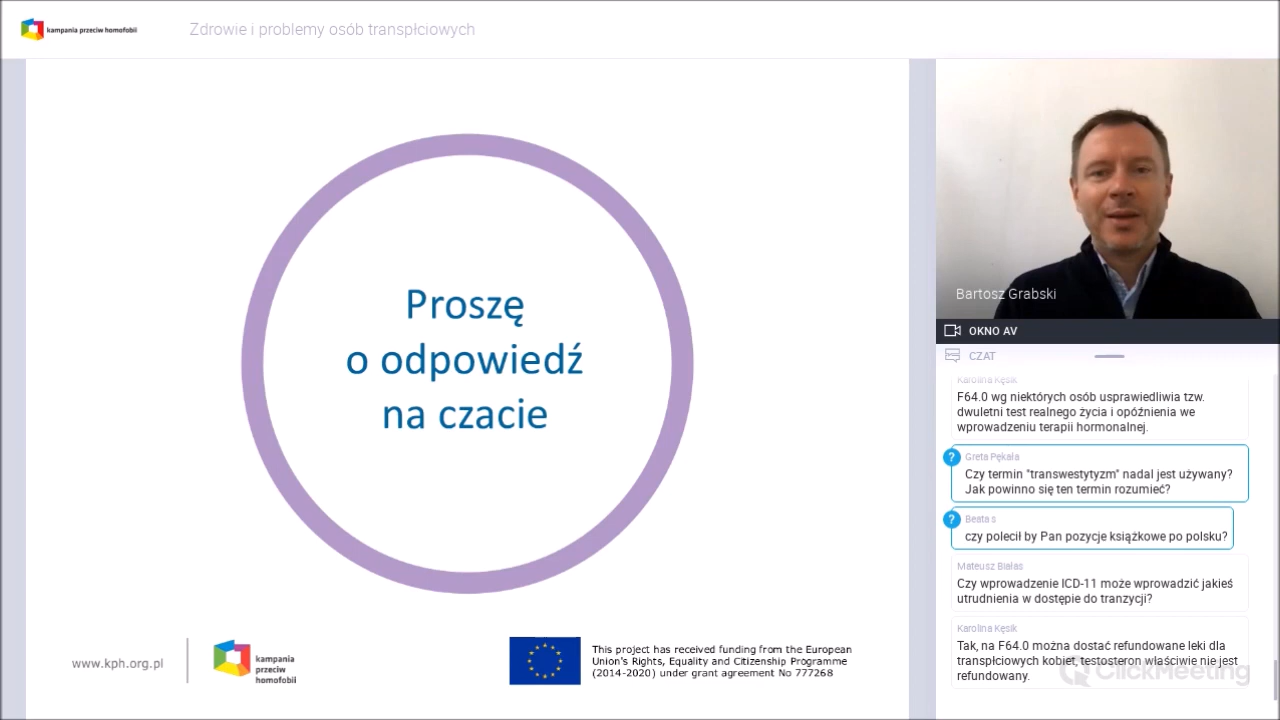 kampania przeciw homofobii
Zdrowie i problemy osób transpłciowych
Proszę
o odpowiedź
na czacie
www.kph.org.pl
kampania
przeciw
homofobii
This project has received funding from the European
Union's Rights, Equality and Citizenship Programme
(2014-2020) under grant agreement No 777268
Bartosz Grabski
OKNO AV
CZAT
Karolina Kęsik
F64.0 wg niektórych osób usprawiedliwia tzw.
dwuletni test realnego życia i opóźnienia we
wprowadzeniu terapii hormonalnej.
?
Greta Pękała
Czy termin "transwestytyzm" nadal jest używany?
Jak powinno się ten termin rozumieć?
?
Beata s
czy polecił by Pan pozycje książkowe po polsku?
Mateusz Białas
Czy wprowadzenie ICD-11 może wprowadzić jakieś
utrudnienia w dostępie do tranzycji?
Karolina Kęsik
Tak, na F64.0 można dostać refundowane leki dla
transpłciowych kobiet, testosteron właściwie nie jest
refundowany.
ClickMeeting